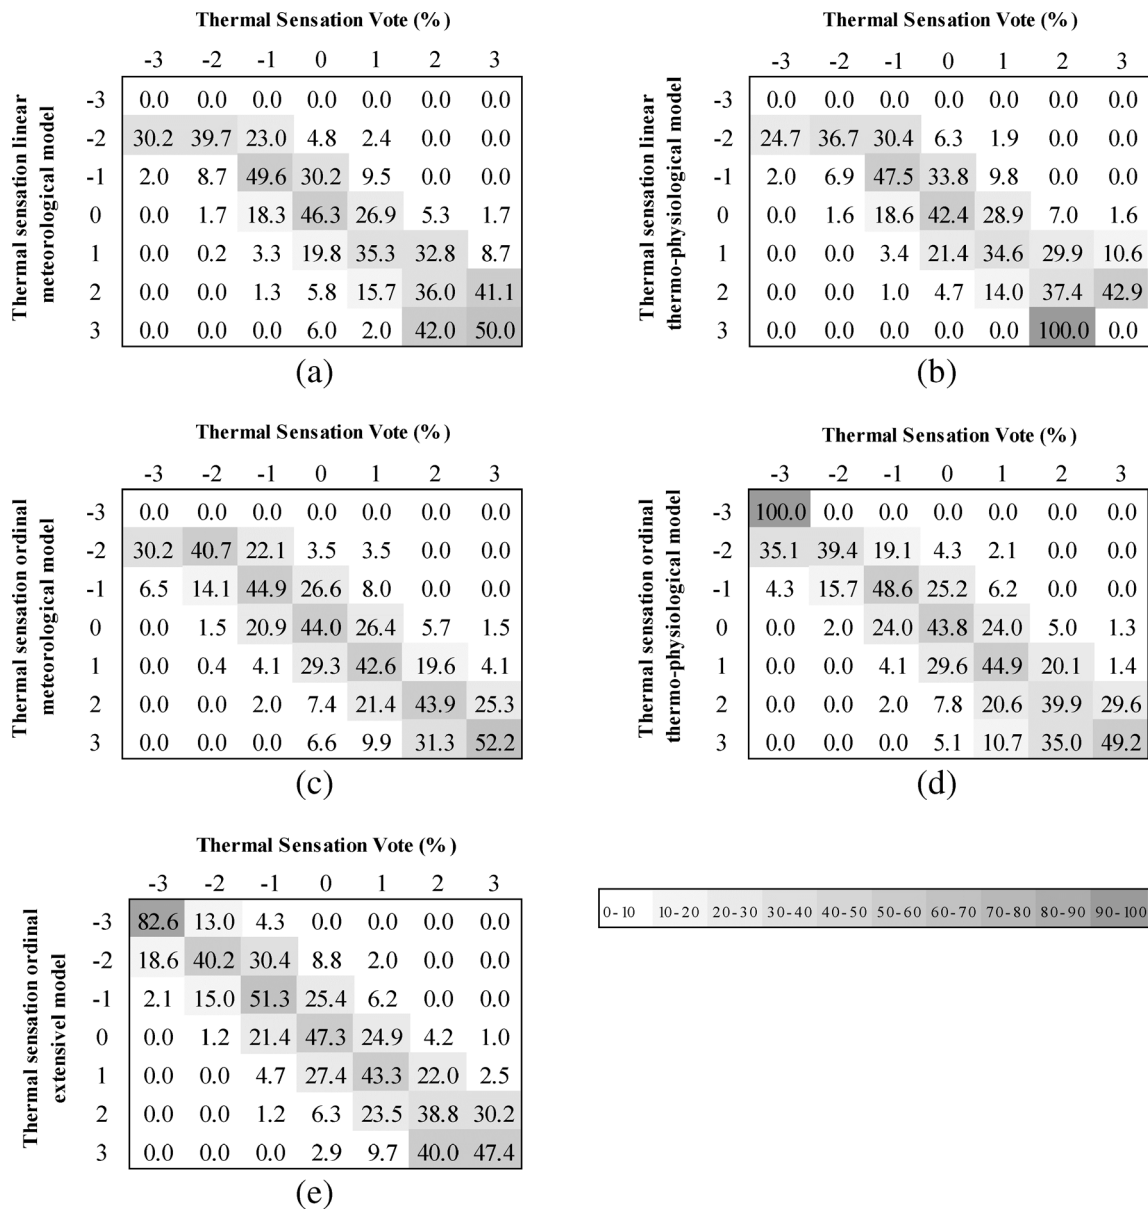 Thermal Sensation Vote (%)
-3 -2 -1 0 1 2 3
Thermal sensation linear
meteorological model
-3 0.0 0.0 0.0 0.0 0.0 0.0 0.0
-2 30.2 39.7 23.0 4.8 2.4 0.0 0.0
-1 2.0 8.7 49.6 30.2 9.5 0.0 0.0
0 0.0 1.7 18.3 46.3 26.9 5.3 1.7
1 0.0 0.2 3.3 19.8 35.3 32.8 8.7
2 0.0 0.0 1.3 5.8 15.7 36.0 41.1
3 0.0 0.0 0.0 6.0 2.0 42.0 50.0
(a)
Thermal Sensation Vote (%)
-3 -2 -1 0 1 2 3
Thermal sensation linear
thermo-physiological model
-3 0.0 0.0 0.0 0.0 0.0 0.0 0.0
-2 24.7 36.7 30.4 6.3 1.9 0.0 0.0
-1 2.0 6.9 47.5 33.8 9.8 0.0 0.0
0 0.0 1.6 18.6 42.4 28.9 7.0 1.6
1 0.0 0.0 3.4 21.4 34.6 29.9 10.6
2 0.0 0.0 1.0 4.7 14.0 37.4 42.9
3 0.0 0.0 0.0 0.0 0.0 100.0 0.0
(b)
Thermal Sensation Vote (%)
-3 -2 -1 0 1 2 3
Thermal sensation ordinal
meteorological model
-3 0.0 0.0 0.0 0.0 0.0 0.0 0.0
-2 30.2 40.7 22.1 3.5 3.5 0.0 0.0
-1 6.5 14.1 44.9 26.6 8.0 0.0 0.0
0 0.0 1.5 20.9 44.0 26.4 5.7 1.5
1 0.0 0.4 4.1 29.3 42.6 19.6 4.1
2 0.0 0.0 2.0 7.4 21.4 43.9 25.3
3 0.0 0.0 0.0 6.6 9.9 31.3 52.2
(c)
Thermal Sensation Vote (%)
-3 -2 -1 0 1 2 3
Thermal sensation ordinal
thermo-physiological model
-3 100.0 0.0 0.0 0.0 0.0 0.0 0.0
-2 35.1 39.4 19.1 4.3 2.1 0.0 0.0
-1 4.3 15.7 48.6 25.2 6.2 0.0 0.0
0 0.0 2.0 24.0 43.8 24.0 5.0 1.3
1 0.0 0.0 4.1 29.6 44.9 20.1 1.4
2 0.0 0.0 2.0 7.8 20.6 39.9 29.6
3 0.0 0.0 0.0 5.1 10.7 35.0 49.2
(d)
Thermal Sensation Vote (%)
-3 -2 -1 0 1 2 3
Thermal sensation ordinal
extensivel model
-3 82.6 13.0 4.3 0.0 0.0 0.0 0.0
-2 18.6 40.2 30.4 8.8 2.0 0.0 0.0
-1 2.1 15.0 51.3 25.4 6.2 0.0 0.0
0 0.0 1.2 21.4 47.3 24.9 4.2 1.0
1 0.0 0.0 4.7 27.4 43.3 22.0 2.5
2 0.0 0.0 1.2 6.3 23.5 38.8 30.2
3 0.0 0.0 0.0 2.9 9.7 40.0 47.4
(e)
0-10 10-20 20-30 30-40 40-50 50-60 60-70 70-80 80-90 90-100